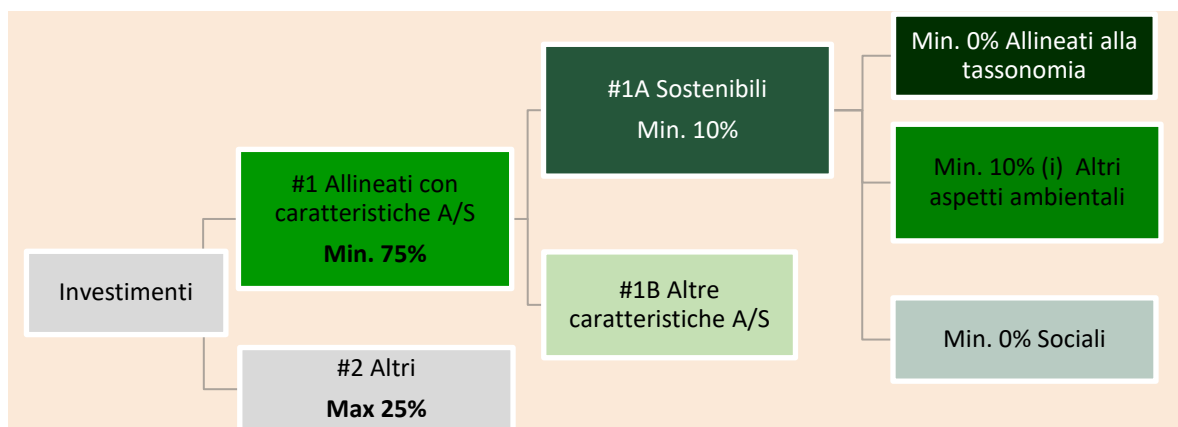 Investimenti
#1 Allineati con
caratteristiche A/S
Min. 75%
#2 Altri
Max 25%
#1A Sostenibili
Min. 10%
#1B Altre
caratteristiche A/S
Min. 0% Allineati alla
tassonomia
Min. 10% (i) Altri
aspetti ambientali
Min. 0% Sociali